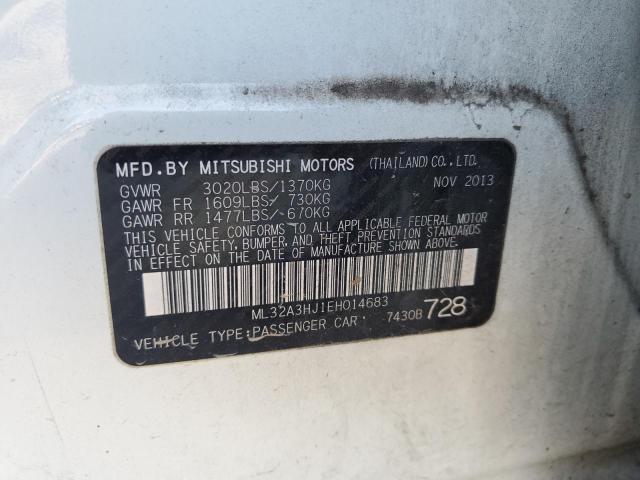 MFD.BY MITSUBISHI MOTORS (THAILAND) CO.,LTD.
GVWR 3020LBS/1370KG NOV 2013
GAWR FR 1609LBS/ 730KG
GAWR RR 1477LBS/ 670KG
THIS VEHICLE CONFORMS TO ALL APPLICABLE FEDERAL MOTOR
VEHICLE SAFETY, BUMPER, AND THEFT PREVENTION STANDARDS
IN EFFECT ON THE DATE OF MANUFACTURE SHOWN ABOVE.
ML32A3HJ1EH014683
VEHICLE TYPE:PASSENGER CAR 7430B 728